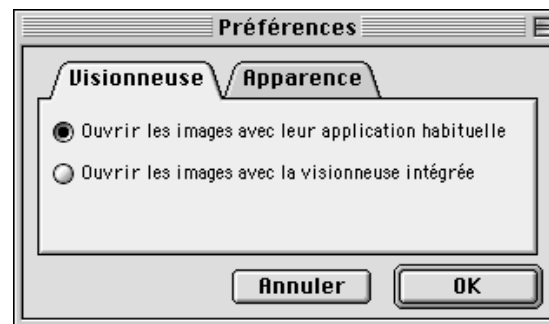 Préférences
Visionneuse Apparence
Ouvrir les images avec leur application habituelle
Ouvrir les images avec la visionneuse intégrée
Annuler OK